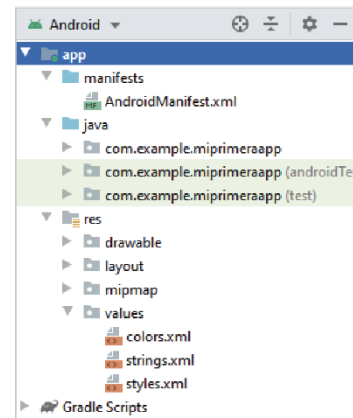 Android
app
manifests
AndroidManifest.xml
java
com.example.miprimeraapp
com.example.miprimeraapp (androidTe
com.example.miprimeraapp (test)
res
drawable
layout
mipmap
values
colors.xml
strings.xml
styles.xml
Gradle Scripts